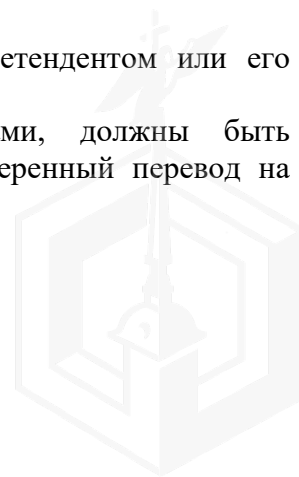 етендентом или его
ми, должны быть
еренный перевод на